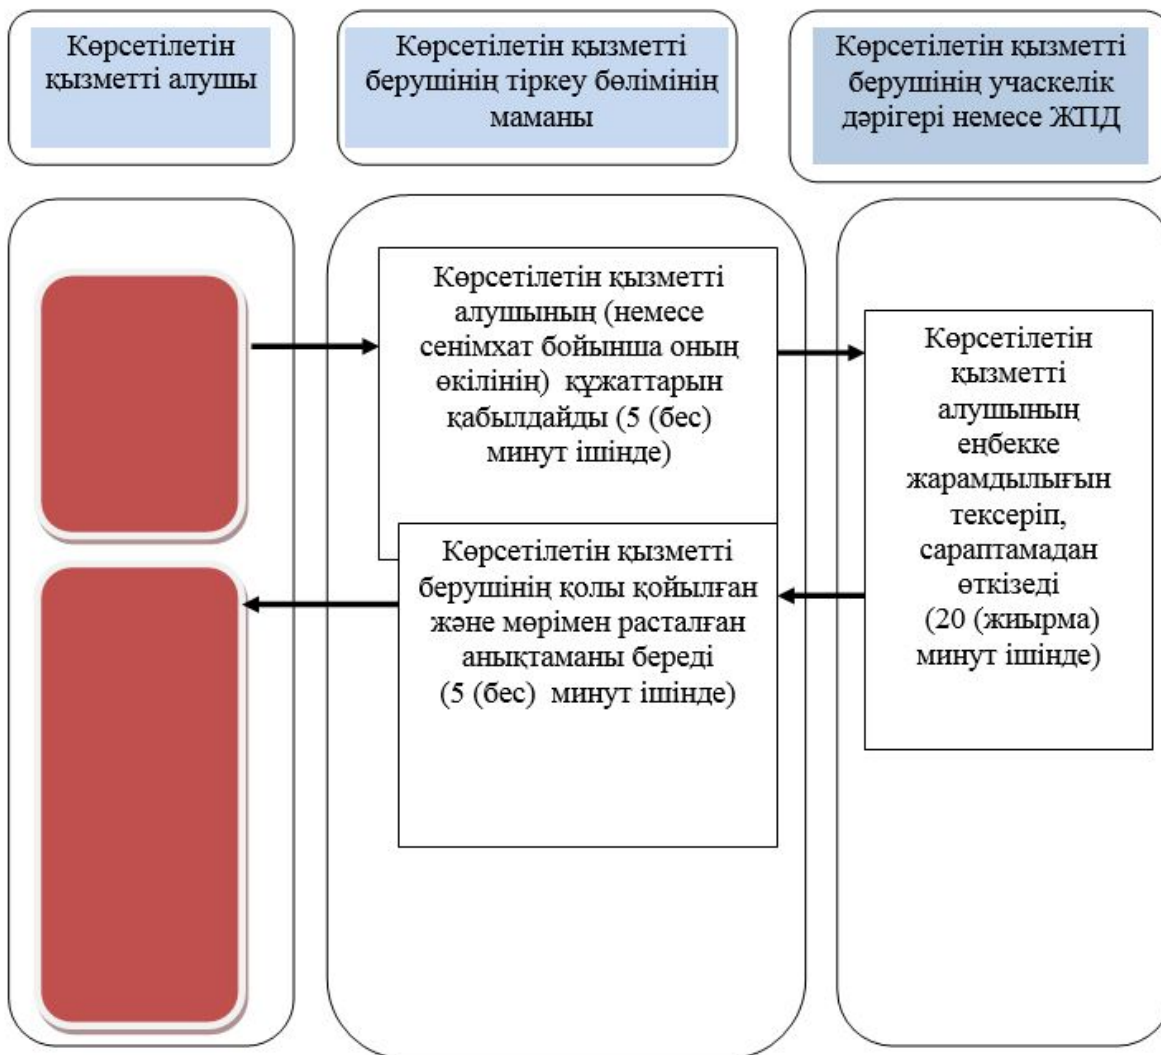 Көрсетілетін
қызметті алушы
Көрсетілетін қызметті
берушінің тіркеу бөлімінің
маманы
Көрсетілетін қызметті
берушінің учаскелік
дәрігері немесе ЖПД
Көрсетілетін қызметті
алушының (немесе
сенімхат бойынша оның
өкілінің) құжаттарын
қабылдайды (5 (бес)
минут ішінде)
Көрсетілетін
қызметті
алушының
еңбекке
жарамдылығын
тексеріп,
сараптамадан
өткізеді
(20 (жиырма)
минут ішінде)
Көрсетілетін қызметті
берушінің қолы қойылған
және мөрімен расталған
анықтаманы береді
(5 (бес) минут ішінде)